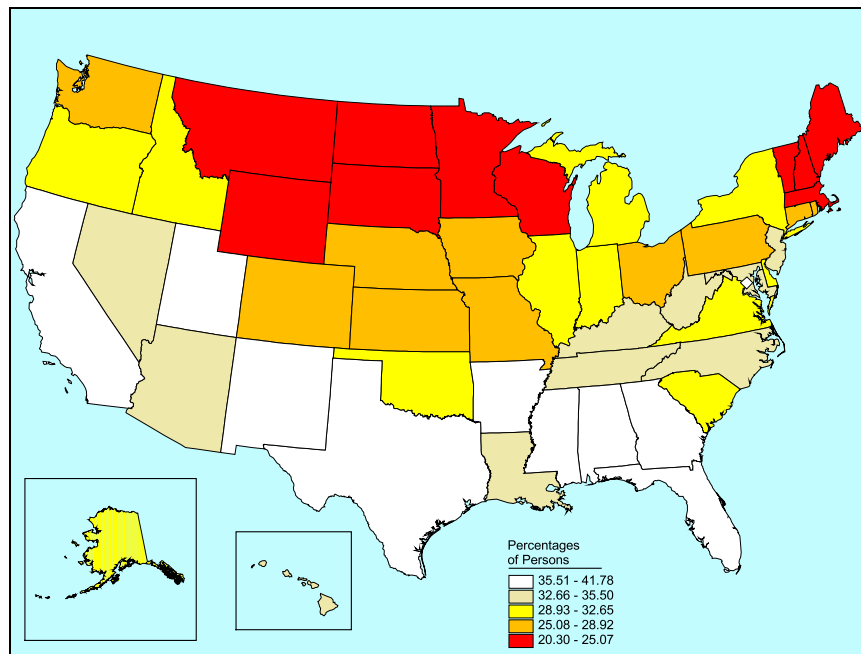 Percentages
of Persons
35.51 - 41.78
32.66 - 35.50
28.93 - 32.65
25.08 - 28.92
20.30 - 25.07